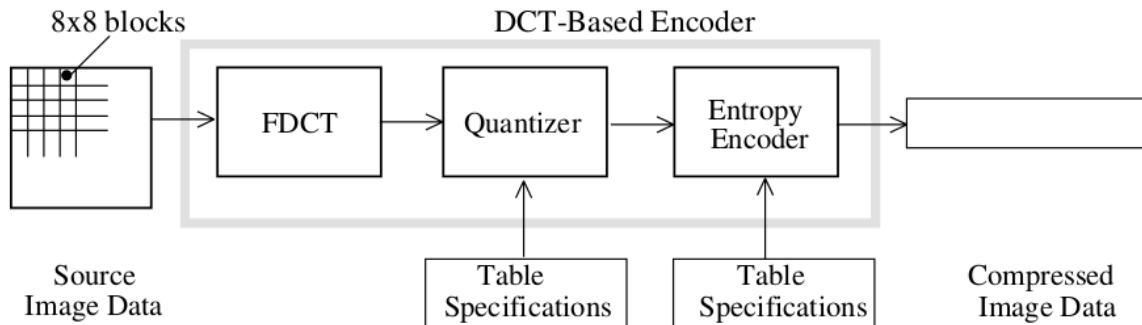 8x8 blocks
DCT-Based Encoder
FDCT
Quantizer
Entropy
Encoder
Source
Image Data
Table
Specifications
Table
Specifications
Compressed
Image Data